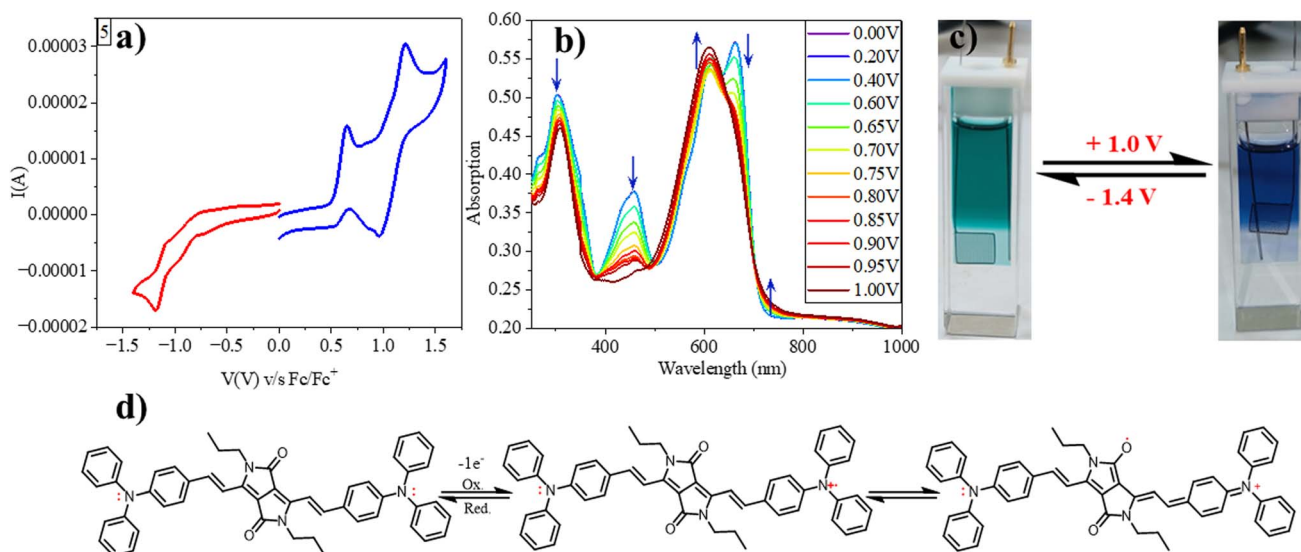 5
a)
0.00003
0.00002
0.00001
0.00000
−0.00001
−0.00002
I(A)
−1.5 −1.0 −0.5 0.0 0.5 1.0 1.5
V(V) v/s Fc/Fc⁺
b)
0.60
0.55
0.50
0.45
0.40
0.35
0.30
0.25
0.20
Absorption
400 600 800 1000
Wavelength (nm)
0.00V
0.20V
0.40V
0.60V
0.65V
0.70V
0.75V
0.80V
0.85V
0.90V
0.95V
1.00V
c)
+ 1.0 V
- 1.4 V
d)
N
:
N
O
O
N
N
:
-1e⁻
Ox.
Red.
N
:
N
O
O
N
N
+•
N
:
N
O
•
O
N
N
+